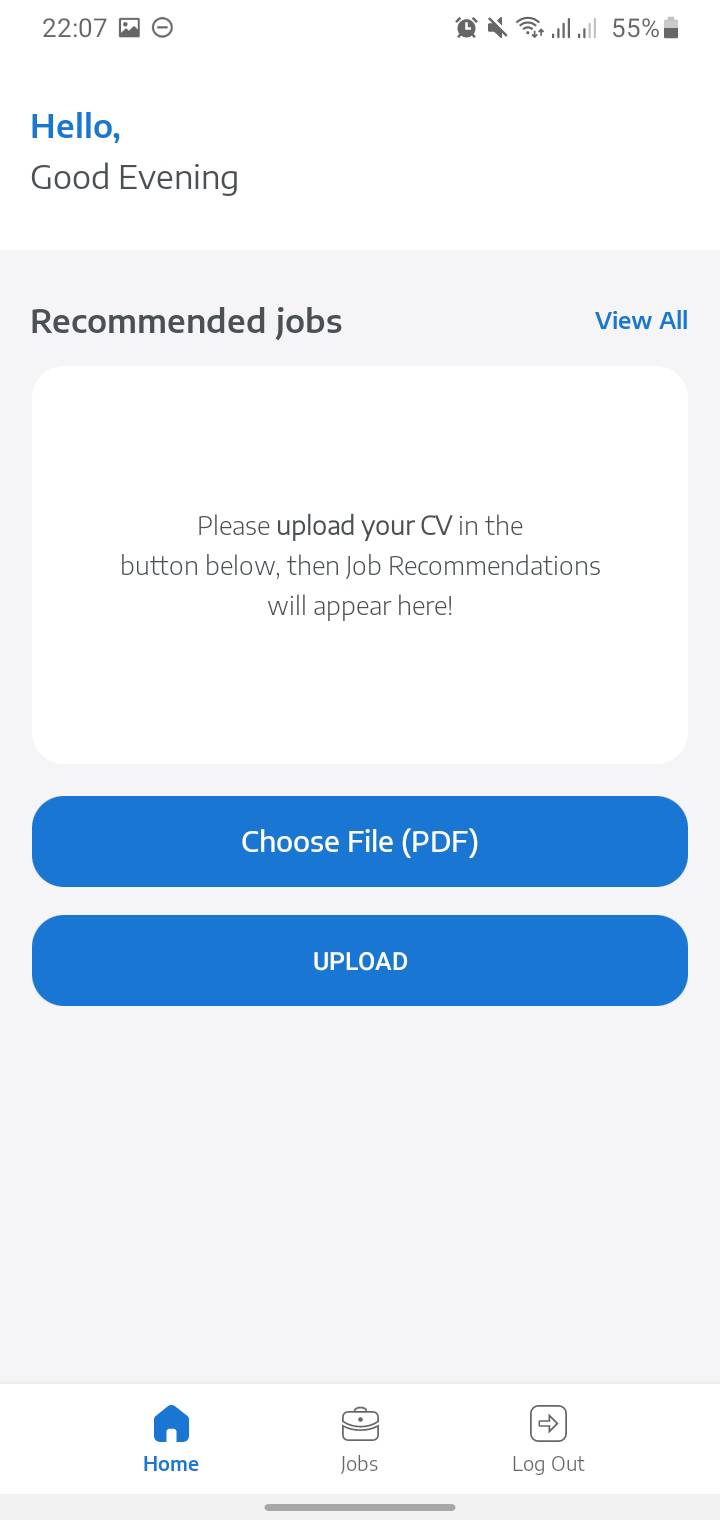 22:07 55%
Hello,
Good Evening
Recommended jobs View All
Please upload your CV in the
button below, then Job Recommendations
will appear here!
Choose File (PDF)
UPLOAD
Home Jobs Log Out